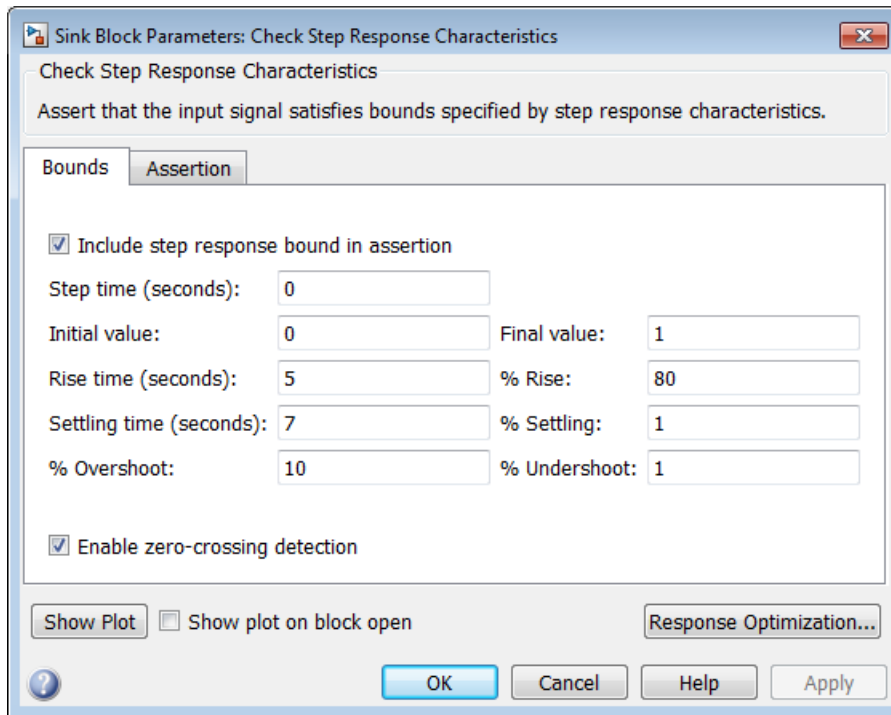 Sink Block Parameters: Check Step Response Characteristics
Check Step Response Characteristics
Assert that the input signal satisfies bounds specified by step response characteristics.
Bounds Assertion
Include step response bound in assertion
Step time (seconds): 0
Initial value: 0 Final value: 1
Rise time (seconds): 5 % Rise: 80
Settling time (seconds): 7 % Settling: 1
% Overshoot: 10 % Undershoot: 1
Enable zero-crossing detection
Show Plot Show plot on block open Response Optimization...
? OK Cancel Help Apply